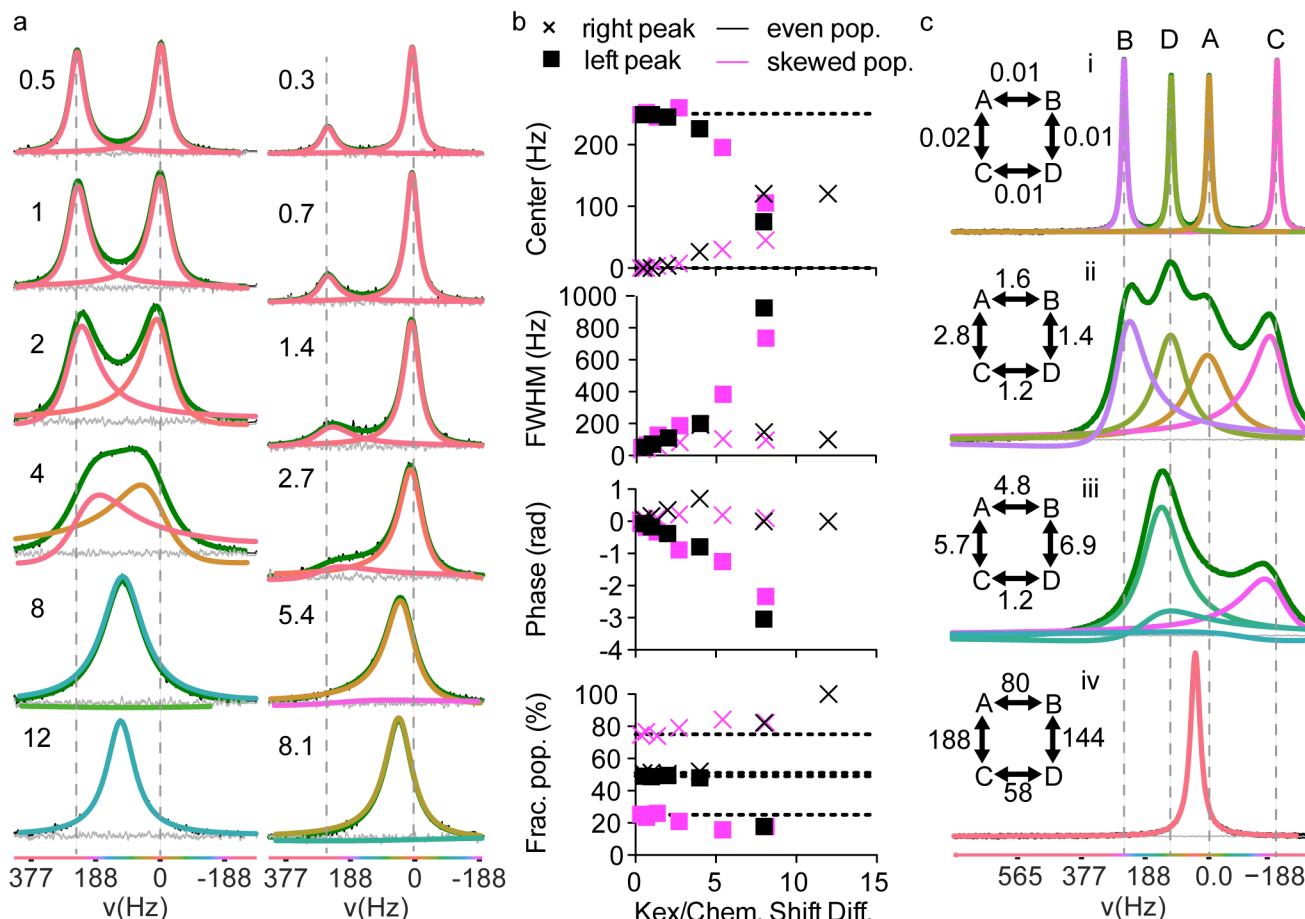 a
0.5
1
2
4
8
12
377 188 0 -188
ν(Hz)
0.3
0.7
1.4
2.7
5.4
8.1
377 188 0 -188
ν(Hz)
b
right peak
even pop.
left peak
skewed pop.
Center (Hz)
200
100
0
FWHM (Hz)
1000
800
600
400
200
0
Phase (rad)
1
0
-1
-2
-3
-4
Frac. pop. (%)
100
80
60
40
20
0
0 5 10 15
Kex/Chem. Shift Diff.
c
B D A C
i
0.01
A B
0.02 0.01
C D
0.01
ii
1.6
A B
2.8 1.4
C D
1.2
iii
4.8
A B
5.7 6.9
C D
1.2
iv
80
A B
188 144
C D
58
565 377 188 0.0 -188
ν(Hz)